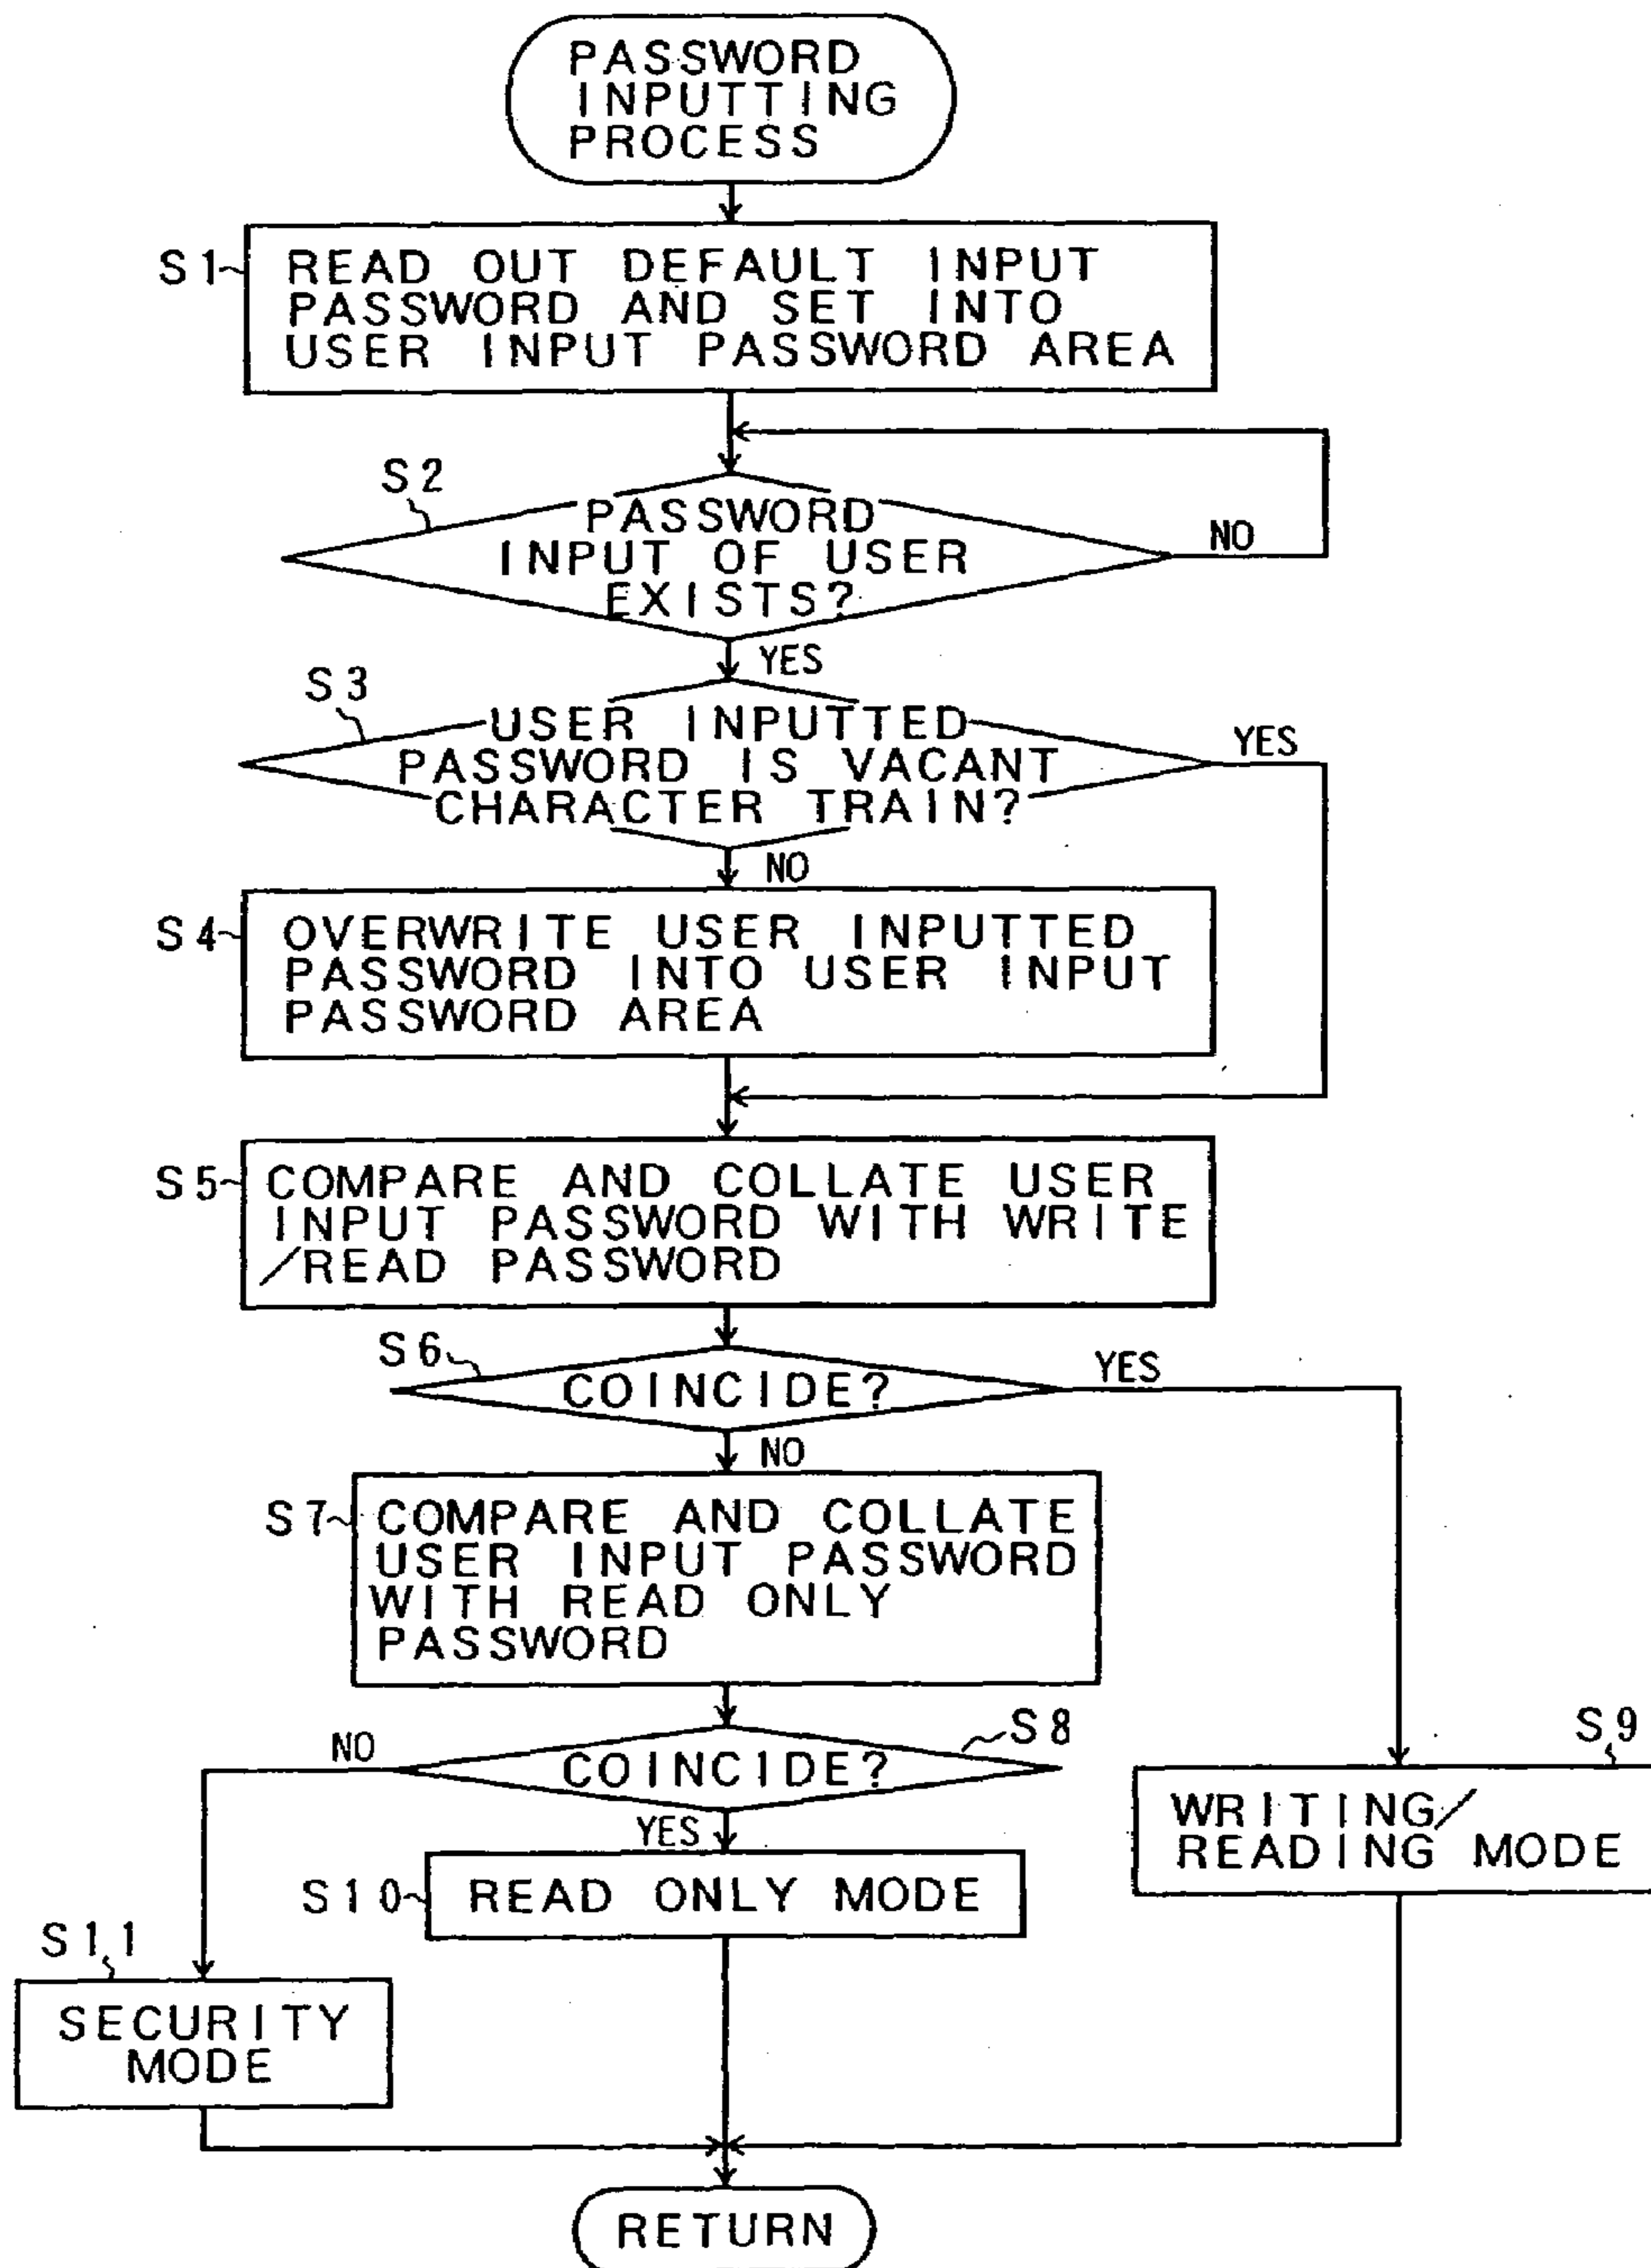 PASSWORD
INPUTTING
PROCESS
S1
READ OUT DEFAULT INPUT
PASSWORD AND SET INTO
USER INPUT PASSWORD AREA
S2
PASSWORD
INPUT OF USER
EXISTS?
NO
YES
S3
USER INPUTTED
PASSWORD IS VACANT
CHARACTER TRAIN?
YES
NO
S4
OVERWRITE USER INPUTTED
PASSWORD INTO USER INPUT
PASSWORD AREA
S5
COMPARE AND COLLATE USER
INPUT PASSWORD WITH WRITE
/READ PASSWORD
S6
COINCIDE?
YES
NO
S7
COMPARE AND COLLATE
USER INPUT PASSWORD
WITH READ ONLY
PASSWORD
S8
COINCIDE?
NO
YES
S9
WRITING/
READING MODE
S10
READ ONLY MODE
S11
SECURITY
MODE
RETURN